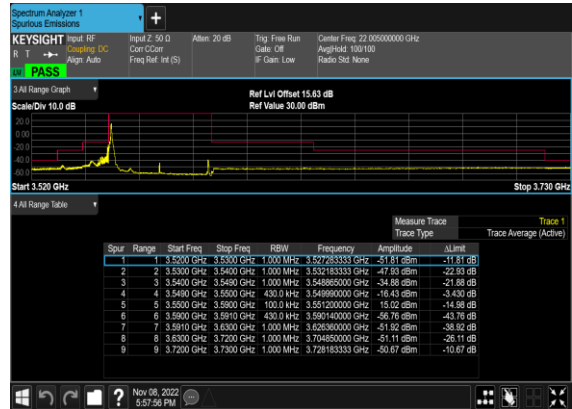 Spectrum Analyzer 1
Spurious Emissions
KEYSIGHT Input: RF Input Z: 50 Ω Atten: 20 dB Trig: Free Run Center Freq: 22.005000000 GHz
R T Coupling: DC Corr CCorr Gate: Off Avg|Hold: 100/100
Align: Auto Freq Ref: Int (S) IF Gain: Low Radio Std: None
PASS
3 All Range Graph Ref Lvl Offset 15.63 dB
Scale/Div 10.0 dB Ref Value 30.00 dBm
20.0
0.00
-20.0
-40.0
-60.0
Start 3.520 GHz Stop 3.730 GHz
4 All Range Table
Measure Trace Trace 1
Trace Type Trace Average (Active)
Spur Range Start Freq Stop Freq RBW Frequency Amplitude ΔLimit
1 1 3.5200 GHz 3.5300 GHz 1.000 MHz 3.527283333 GHz -51.81 dBm -11.81 dB
2 2 3.5300 GHz 3.5400 GHz 1.000 MHz 3.532183333 GHz -47.93 dBm -22.93 dB
3 3 3.5400 GHz 3.5490 GHz 1.000 MHz 3.548865000 GHz -34.88 dBm -21.88 dB
4 4 3.5490 GHz 3.5500 GHz 430.0 kHz 3.549990000 GHz -16.43 dBm -3.430 dB
5 5 3.5500 GHz 3.5900 GHz 100.0 kHz 3.551200000 GHz 15.02 dBm -14.98 dB
6 6 3.5900 GHz 3.5910 GHz 430.0 kHz 3.590140000 GHz -56.76 dBm -43.76 dB
7 7 3.5910 GHz 3.6300 GHz 1.000 MHz 3.626360000 GHz -51.92 dBm -38.92 dB
8 8 3.6300 GHz 3.7200 GHz 1.000 MHz 3.704850000 GHz -51.11 dBm -26.11 dB
9 9 3.7200 GHz 3.7300 GHz 1.000 MHz 3.728183333 GHz -50.67 dBm -10.67 dB
? Nov 08, 2022
5:57:56 PM